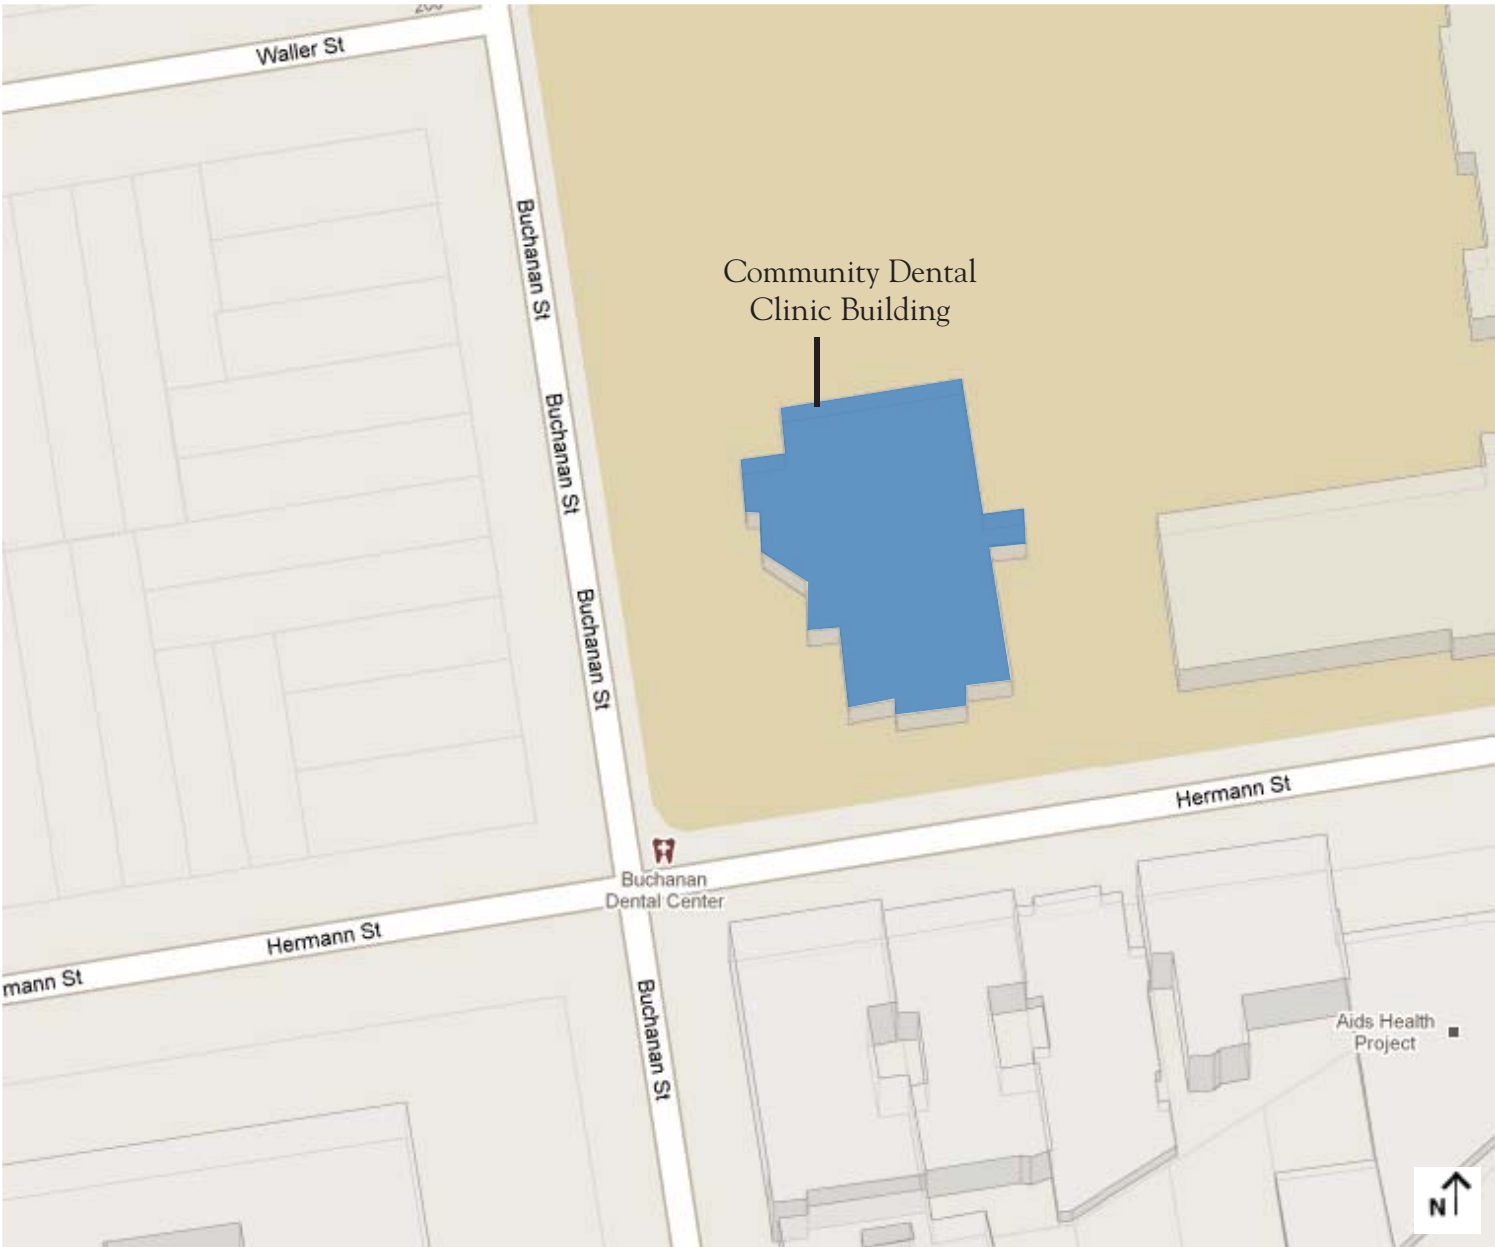 Waller St
Buchanan St
Community Dental
Clinic Building
Buchanan St
Buchanan St
Hermann St
Buchanan
Dental Center
Hermann St
mann St
Buchanan St
Aids Health
Project
N